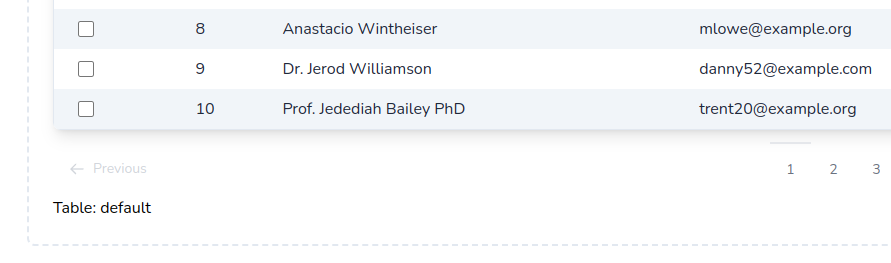 8 Anastacio Wintheiser mlowe@example.org
9 Dr. Jerod Williamson danny52@example.com
10 Prof. Jedediah Bailey PhD trent20@example.org
← Previous 1 2 3
Table: default